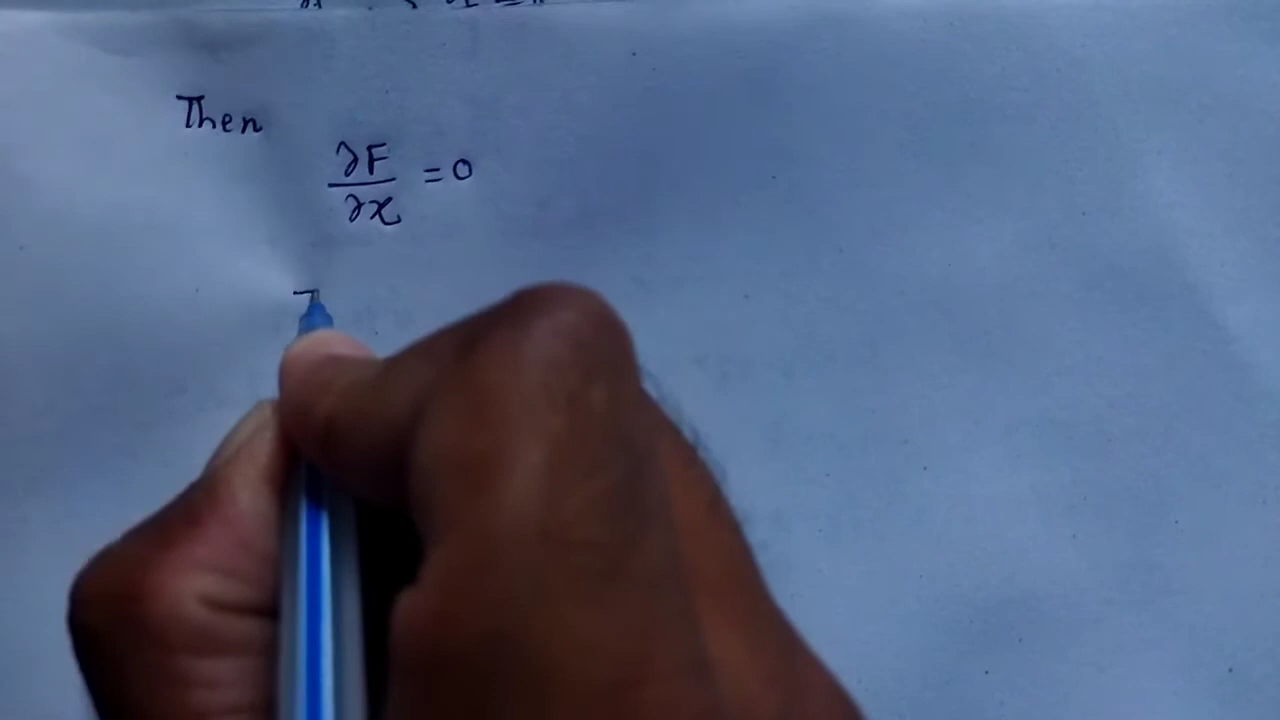 Then
∂F/∂x = 0